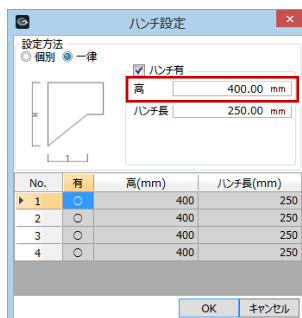 ハンチ設定
設定方法
個別 一律
ハンチ有
高 400.00 mm
ハンチ長 250.00 mm
H
I
No. 有 高(mm) ハンチ長(mm)
1 ○ 400 250
2 ○ 400 250
3 ○ 400 250
4 ○ 400 250
OK キャンセル